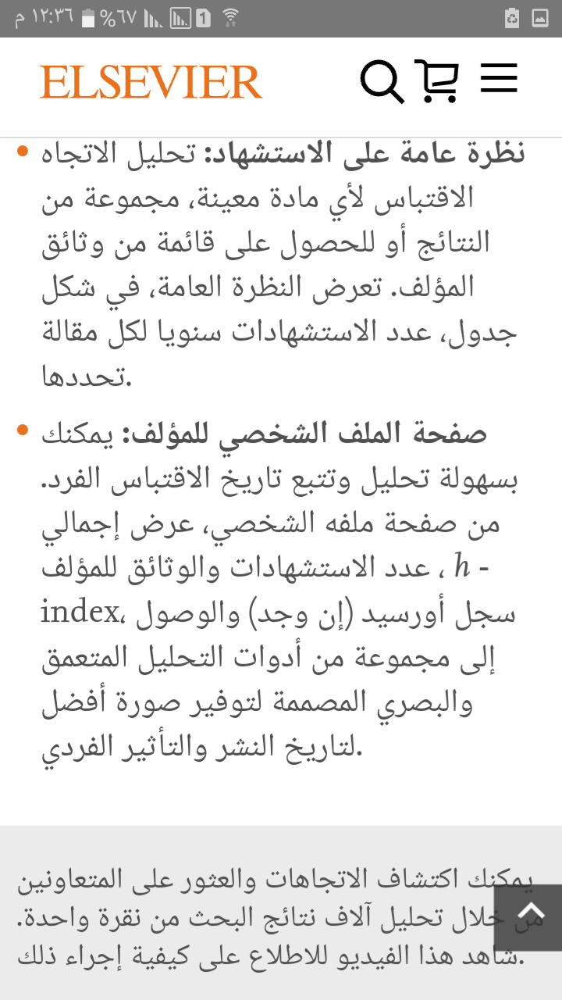 ١٢:٣٦ م
%٦٧
1
ELSEVIER
نظرة عامة على الاستشهاد: تحليل الاتجاه
الاقتباس لأي مادة معينة، مجموعة من
النتائج أو للحصول على قائمة من وثائق
المؤلف. تعرض النظرة العامة، في شكل
جدول، عدد الاستشهادات سنويا لكل مقالة
.تحددها
صفحة الملف الشخصي للمؤلف: يمكنك
بسهولة تحليل وتتبع تاريخ الاقتباس الفرد.
من صفحة ملفه الشخصي، عرض إجمالي
عدد الاستشهادات والوثائق للمؤلف ، h -
index، سجل أورسيد (إن وجد) والوصول
إلى مجموعة من أدوات التحليل المتعمق
والبصري المصممة لتوفير صورة أفضل
.لتاريخ النشر والتأثير الفردي
يمكنك اكتشاف الاتجاهات والعثور على المتعاونين
من خلال تحليل آلاف نتائج البحث من نقرة واحدة.
.شاهد هذا الفيديو للاطلاع على كيفية إجراء ذلك